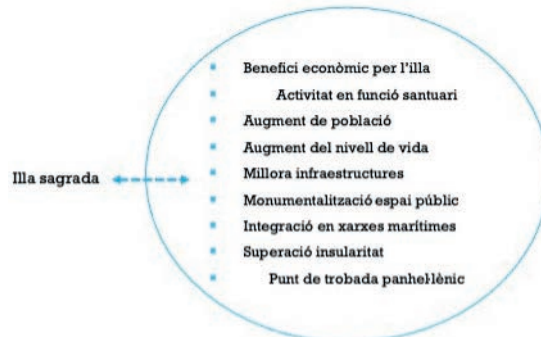 Benefici econòmic per l'illa
Activitat en funció santuari
Augment de població
Augment del nivell de vida
Illa sagrada
Millora infraestructures
Monumentalització espai públic
Integració en xarxes marítimes
Superació insularitat
Punt de trobada panhel·lènic